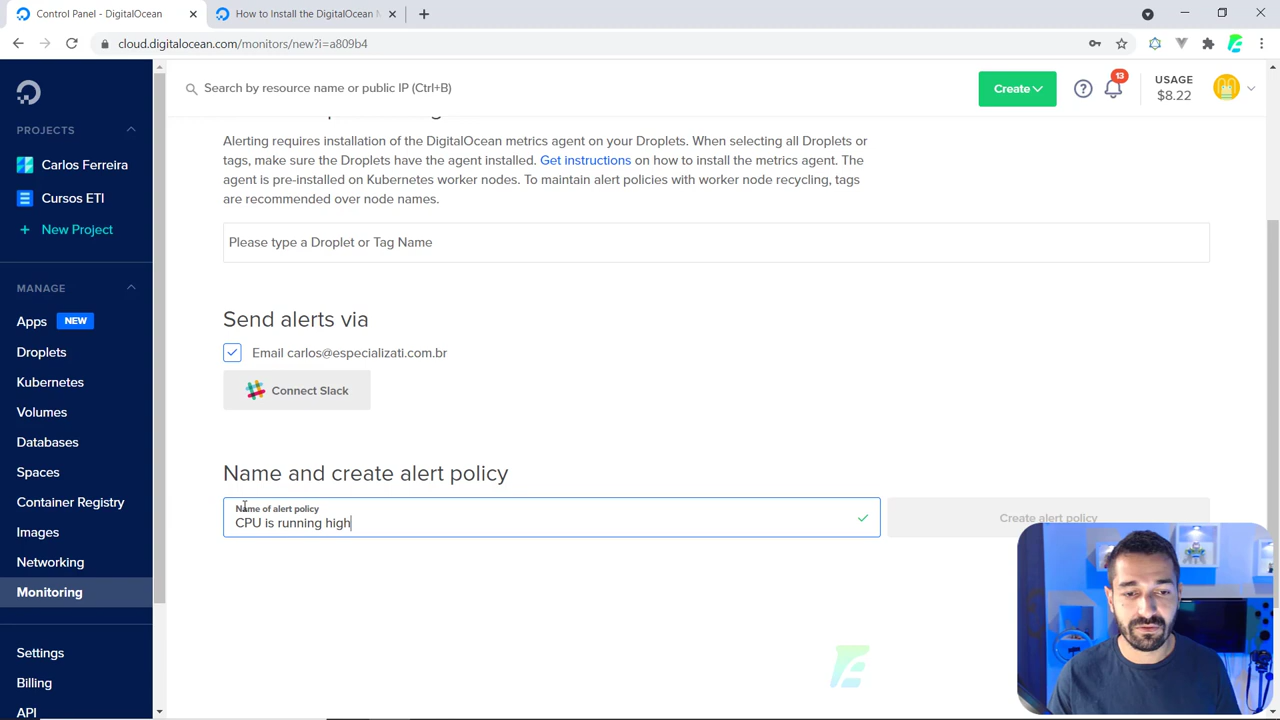 Control Panel - DigitalOcean
How to Install the DigitalOcean
cloud.digitalocean.com/monitors/new?i=a809b4
PROJECTS
Carlos Ferreira
Cursos ETI
+ New Project
MANAGE
Apps NEW
Droplets
Kubernetes
Volumes
Databases
Spaces
Container Registry
Images
Networking
Monitoring
Settings
Billing
API
Search by resource name or public IP (Ctrl+B)
Create
13
USAGE
$8.22
Alerting requires installation of the DigitalOcean metrics agent on your Droplets. When selecting all Droplets or
tags, make sure the Droplets have the agent installed. Get instructions on how to install the metrics agent. The
agent is pre-installed on Kubernetes worker nodes. To maintain alert policies with worker node recycling, tags
are recommended over node names.
Please type a Droplet or Tag Name
Send alerts via
Email carlos@especializati.com.br
Connect Slack
Name and create alert policy
Name of alert policy
CPU is running high
Create alert policy